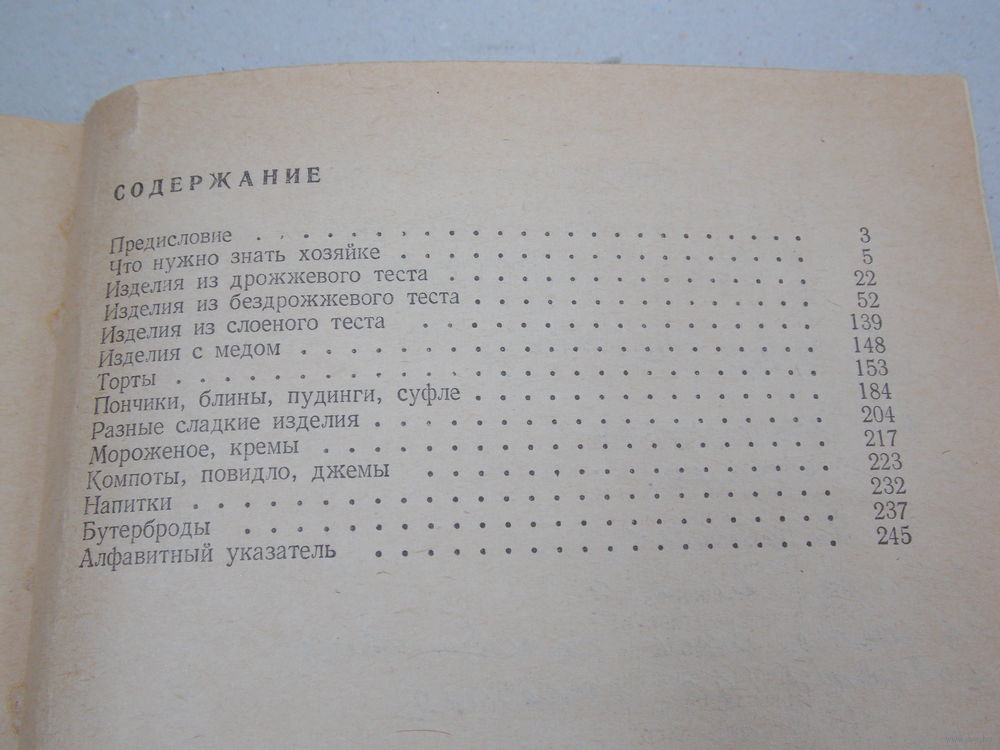 СОДЕРЖАНИЕ
Предисловие . . . . . . . . . . . . . . . . . . . . . . . . 3
Что нужно знать хозяйке . . . . . . . . . . . . . . . . . . 5
Изделия из дрожжевого теста . . . . . . . . . . . . . . . . 22
Изделия из бездрожжевого теста . . . . . . . . . . . . . . . 52
Изделия из слоеного теста . . . . . . . . . . . . . . . . . 139
Изделия с медом . . . . . . . . . . . . . . . . . . . . . . 148
Торты . . . . . . . . . . . . . . . . . . . . . . . . . . . 153
Пончики, блины, пудинги, суфле . . . . . . . . . . . . . . . 184
Разные сладкие изделия . . . . . . . . . . . . . . . . . . . 204
Мороженое, кремы . . . . . . . . . . . . . . . . . . . . . . 217
Компоты, повидло, джемы . . . . . . . . . . . . . . . . . . 223
Напитки . . . . . . . . . . . . . . . . . . . . . . . . . . 232
Бутерброды . . . . . . . . . . . . . . . . . . . . . . . . . 237
Алфавитный указатель . . . . . . . . . . . . . . . . . . . . 245